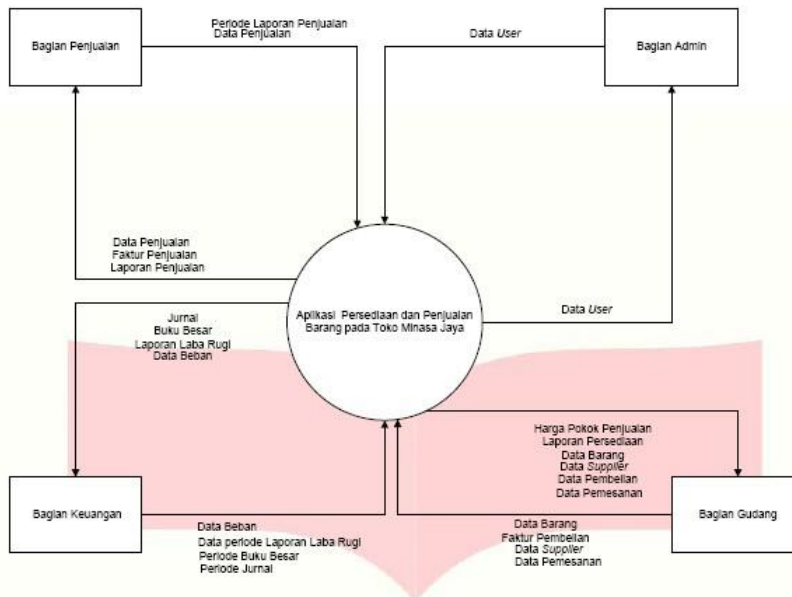 Periode Laporan Penjualan
Data Penjualan
Bagian Penjualan
Data User
Bagian Admin
Data Penjualan
Faktur Penjualan
Laporan Penjualan
Aplikasi Persediaan dan Penjualan
Barang pada Toko Minasa Jaya
Data User
Jurnal
Buku Besar
Laporan Laba Rugi
Data Beban
Harga Pokok Penjualan
Laporan Persediaan
Data Barang
Data Supplier
Data Pembelian
Data Pemesanan
Bagian Keuangan
Bagian Gudang
Data Beban
Data periode Laporan Laba Rugi
Periode Buku Besar
Periode Jurnal
Data Barang
Faktur Pembelian
Data Supplier
Data Pemesanan